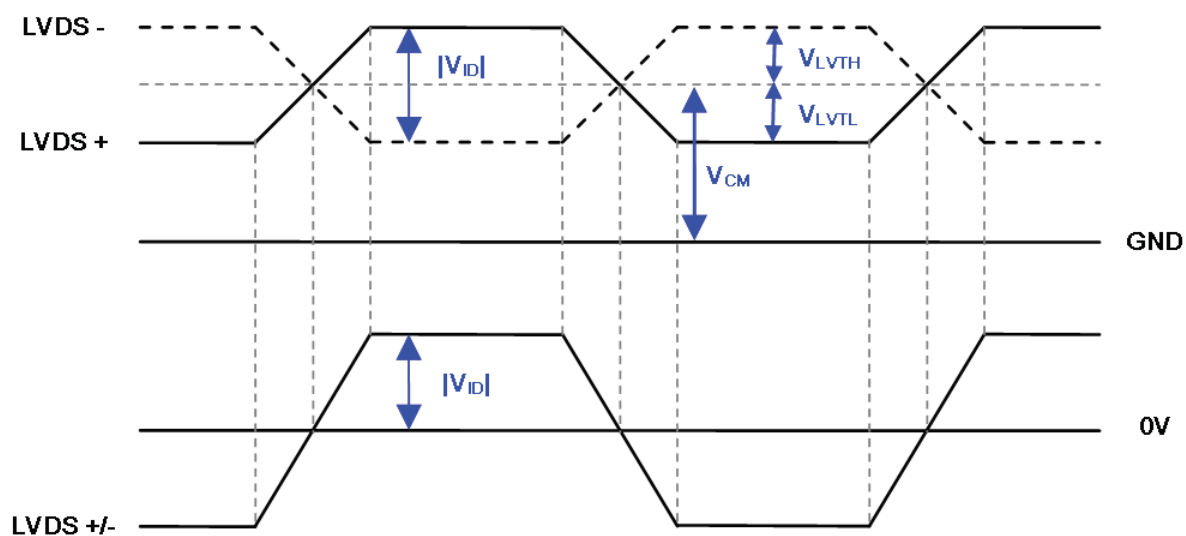 LVDS -
|VID|
VLVTH
LVDS +
VLVTL
VCM
GND
|VID|
0V
LVDS +/-